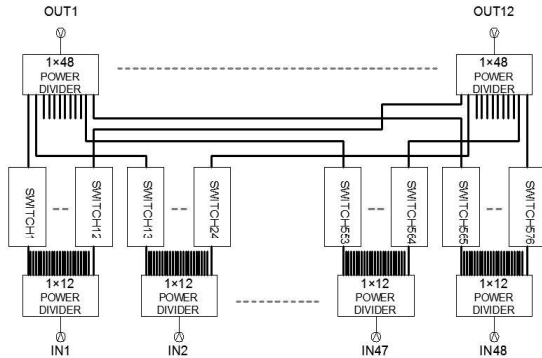 OUT1
OUT12
1×48
POWER
DIVIDER
1×48
POWER
DIVIDER
SWITCH1
SWITCH12
SWITCH13
SWITCH24
SWITCH553
SWITCH564
SWITCH565
SWITCH576
1×12
POWER
DIVIDER
1×12
POWER
DIVIDER
1×12
POWER
DIVIDER
1×12
POWER
DIVIDER
IN1
IN2
IN47
IN48